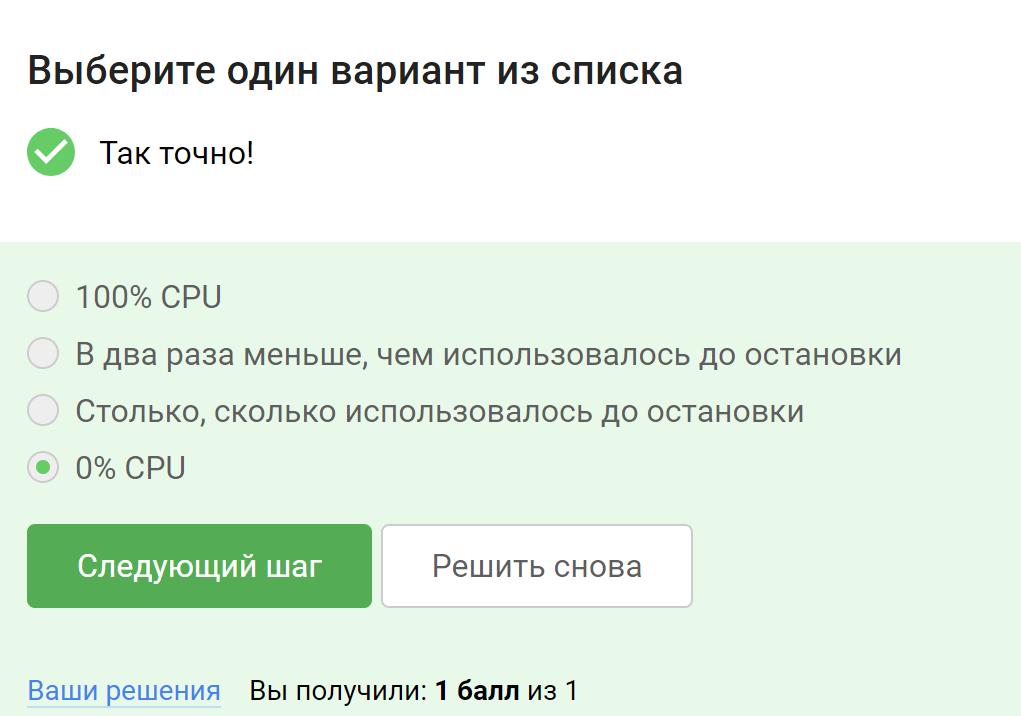 Выберите один вариант из списка
Так точно!
100% CPU
В два раза меньше, чем использовалось до остановки
Столько, сколько использовалось до остановки
0% CPU
Следующий шаг
Решить снова
Ваши решения Вы получили: 1 балл из 1